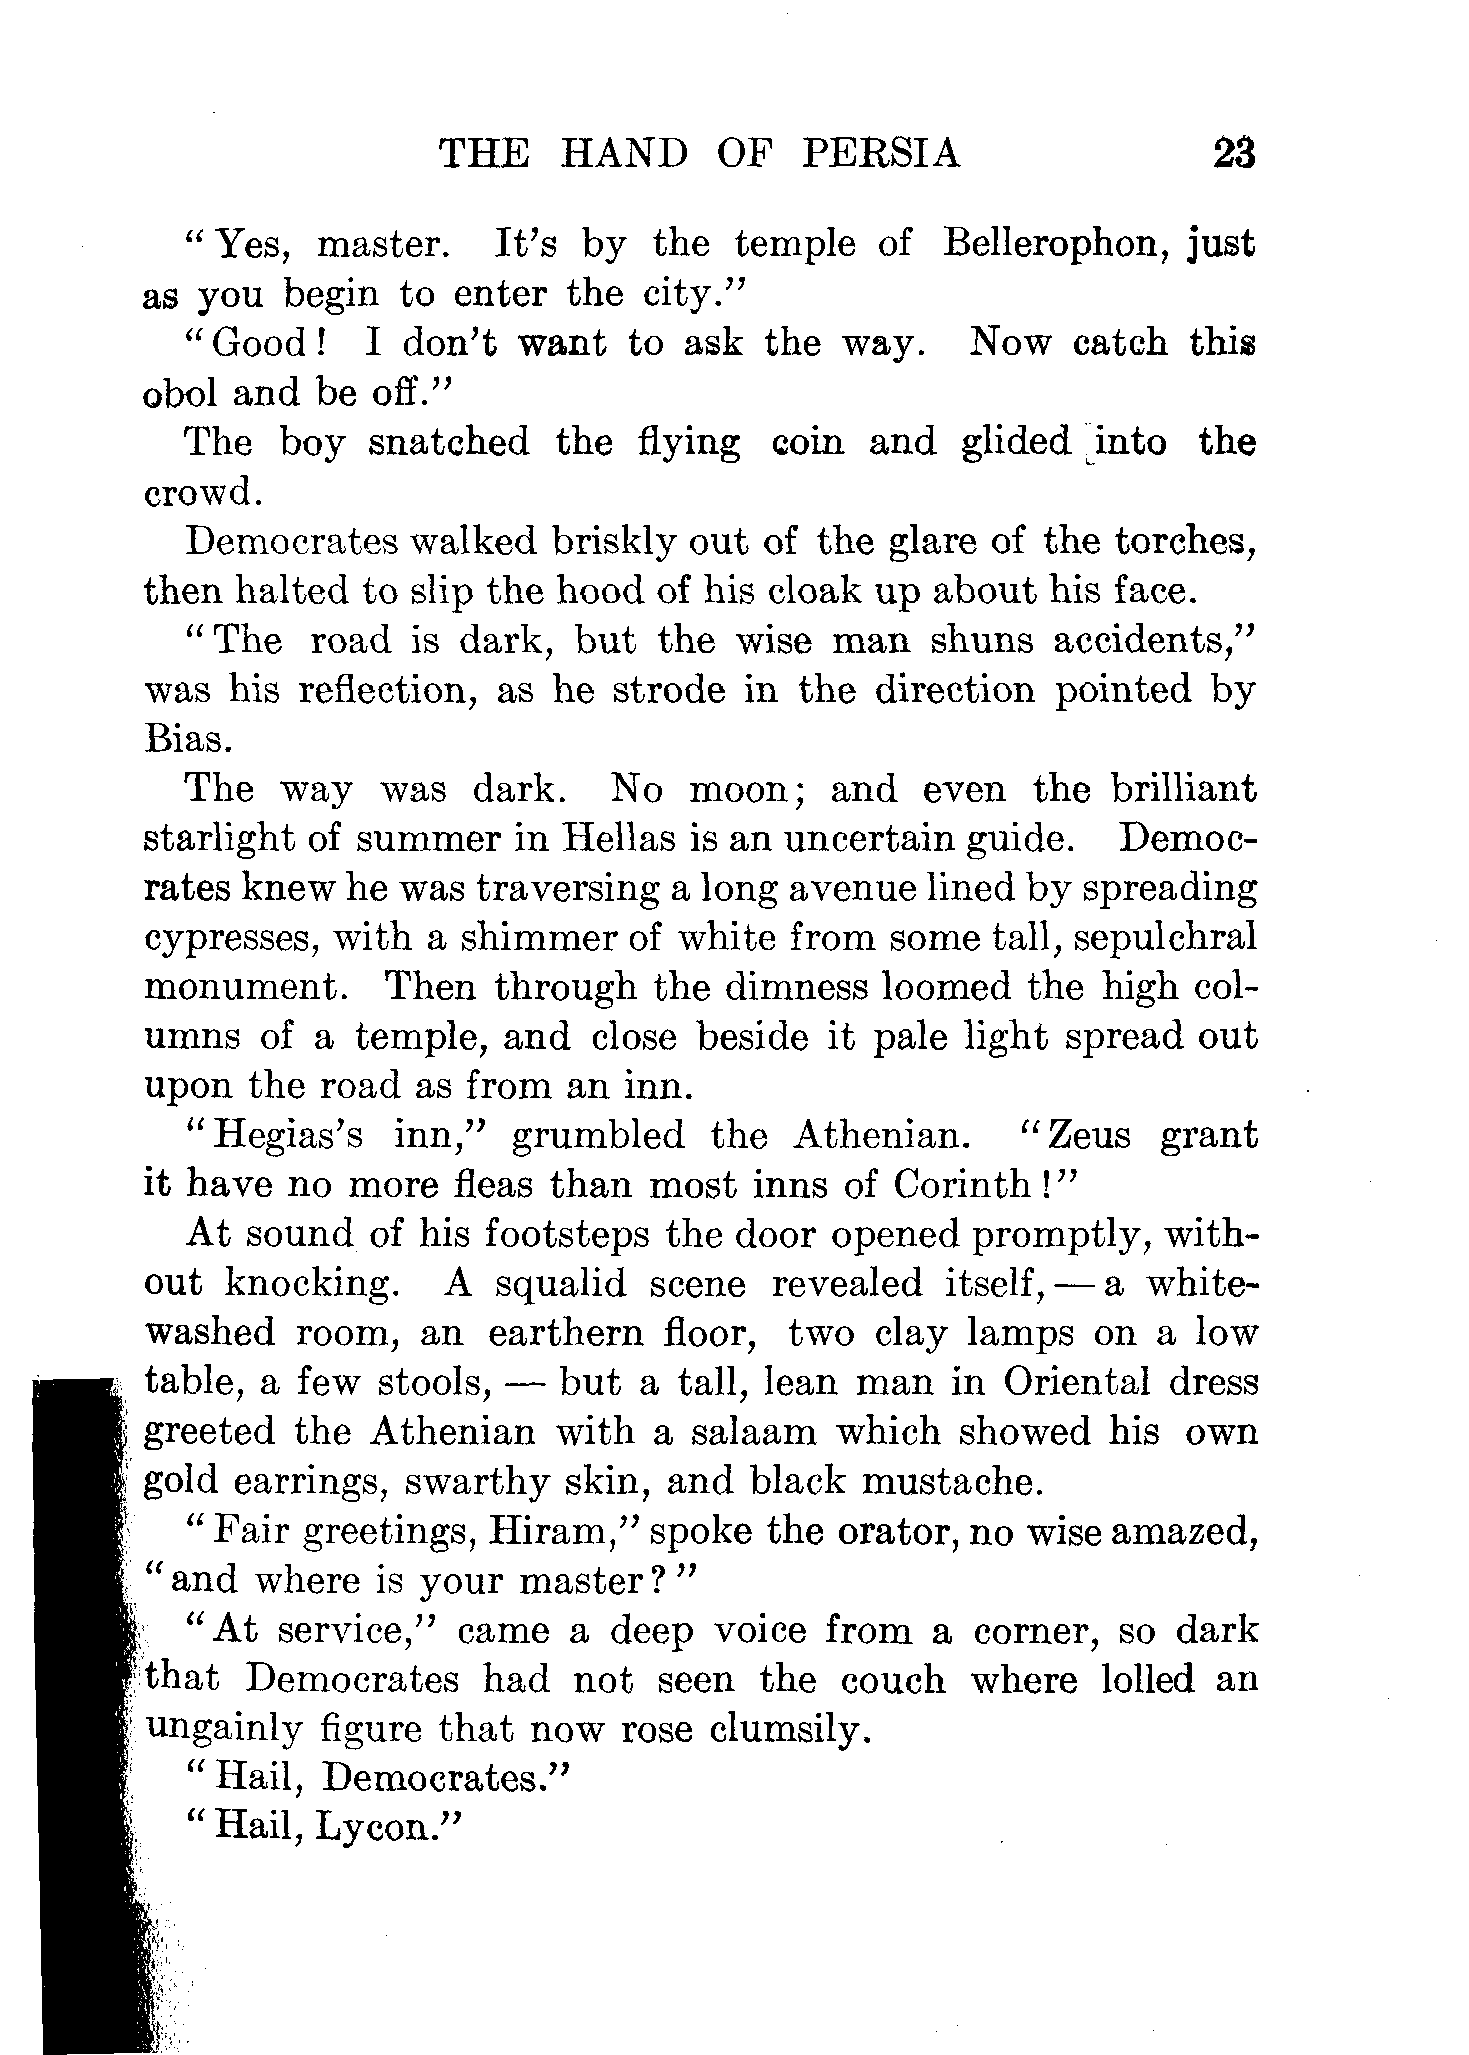 THE HAND OF PERSIA 23
"Yes, master. It's by the temple of Bellerophon, just
as you begin to enter the city."
"Good! I don't want to ask the way. Now catch this
obol and be off."
The boy snatched the flying coin and glided into the
crowd.
Democrates walked briskly out of the glare of the torches,
then halted to slip the hood of his cloak up about his face.
"The road is dark, but the wise man shuns accidents,"
was his reflection, as he strode in the direction pointed by
Bias.
The way was dark. No moon; and even the brilliant
starlight of summer in Hellas is an uncertain guide. Democ-
rates knew he was traversing a long avenue lined by spreading
cypresses, with a shimmer of white from some tall, sepulchral
monument. Then through the dimness loomed the high col-
umns of a temple, and close beside it pale light spread out
upon the road as from an inn.
"Hegias's inn," grumbled the Athenian. "Zeus grant
it have no more fleas than most inns of Corinth!"
At sound of his footsteps the door opened promptly, with-
out knocking. A squalid scene revealed itself, — a white-
washed room, an earthern floor, two clay lamps on a low
table, a few stools, — but a tall, lean man in Oriental dress
greeted the Athenian with a salaam which showed his own
gold earrings, swarthy skin, and black mustache.
"Fair greetings, Hiram," spoke the orator, no wise amazed,
"and where is your master?"
"At service," came a deep voice from a corner, so dark
that Democrates had not seen the couch where lolled an
ungainly figure that now rose clumsily.
"Hail, Democrates."
"Hail, Lycon."